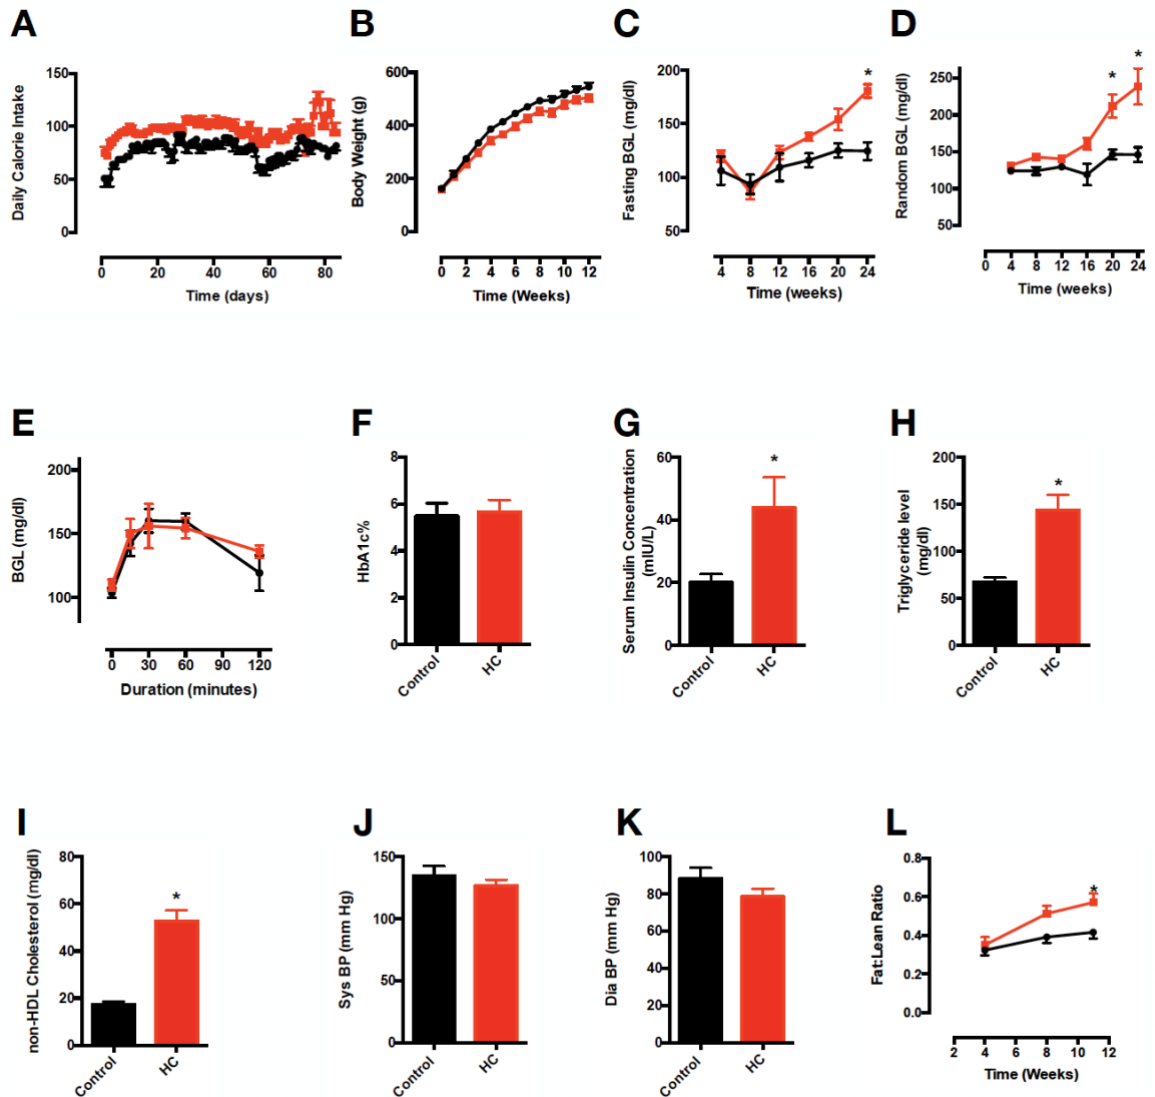 A
B
C
D
Daily Calorie Intake
150
100
50
0
0 20 40 60 80
Time (days)
Body Weight (g)
600
400
200
0
0 2 4 6 8 10 12
Time (Weeks)
Fasting BGL (mg/dl)
200
150
100
50
*
4 8 12 16 20 24
Time (weeks)
Random BGL (mg/dl)
250
200
150
100
50
* *
0 4 8 12 16 20 24
Time (weeks)
E
F
G
H
BGL (mg/dl)
200
150
100
0 30 60 90 120
Duration (minutes)
HbA1c%
8
6
4
2
0
Control HC
Serum Insulin Concentration
(mIU/L)
60
40
20
0
*
Control HC
Triglyceride level
(mg/dl)
200
150
100
50
0
*
Control HC
I
J
K
L
non-HDL Cholesterol (mg/dl)
80
60
40
20
0
*
Control HC
Sys BP (mm Hg)
150
100
50
0
Control HC
Dia BP (mm Hg)
100
80
60
40
20
0
Control HC
Fat:Lean Ratio
0.8
0.6
0.4
0.2
0.0
*
2 4 6 8 10 12
Time (Weeks)